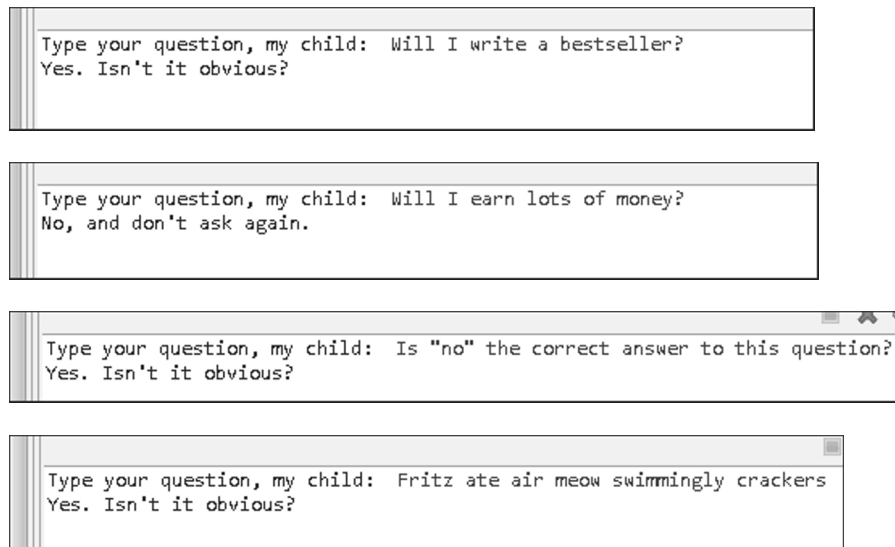 Type your question, my child:  Will I write a bestseller?
Yes. Isn't it obvious?
Type your question, my child:  Will I earn lots of money?
No, and don't ask again.
Type your question, my child:  Is "no" the correct answer to this question?
Yes. Isn't it obvious?
Type your question, my child:  Fritz ate air meow swimmingly crackers
Yes. Isn't it obvious?